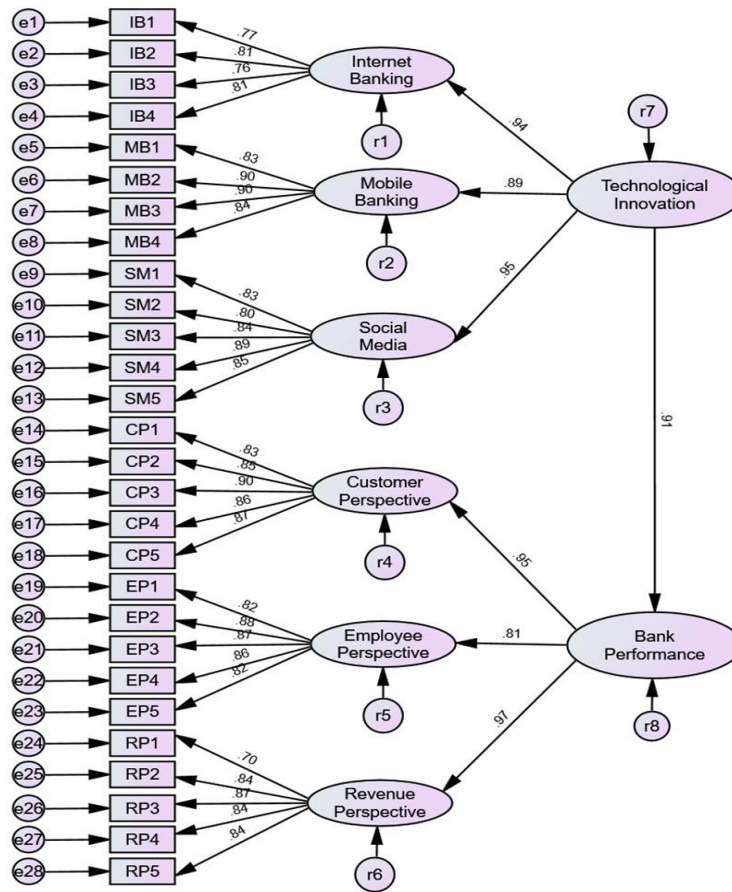 e1 IB1
e2 IB2
e3 IB3
e4 IB4
e5 MB1
e6 MB2
e7 MB3
e8 MB4
e9 SM1
e10 SM2
e11 SM3
e12 SM4
e13 SM5
e14 CP1
e15 CP2
e16 CP3
e17 CP4
e18 CP5
e19 EP1
e20 EP2
e21 EP3
e22 EP4
e23 EP5
e24 RP1
e25 RP2
e26 RP3
e27 RP4
e28 RP5
.77
.81
.76
.81
.83
.90
.90
.84
.83
.80
.84
.89
.85
.83
.85
.90
.86
.87
.82
.88
.87
.86
.82
.70
.84
.87
.84
.84
Internet
Banking
r1
Mobile
Banking
r2
Social
Media
r3
Customer
Perspective
r4
Employee
Perspective
r5
Revenue
Perspective
r6
.94
.89
.95
.95
.81
.97
r7
Technological
Innovation
.91
Bank
Performance
r8